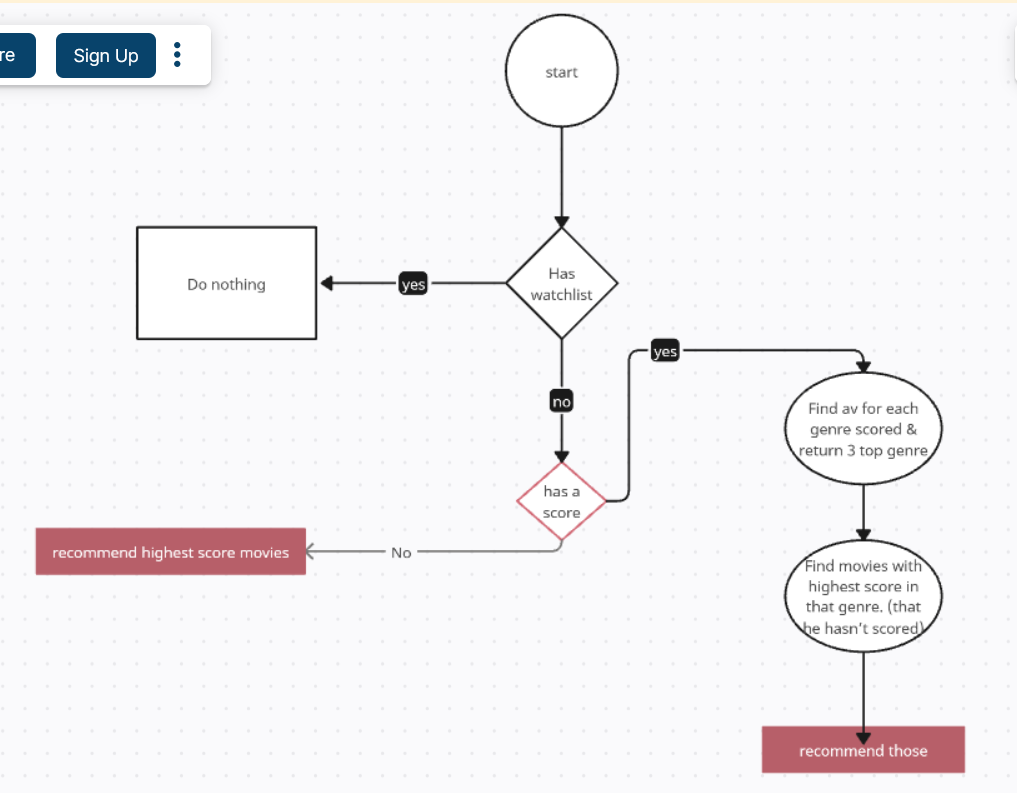 re
Sign Up
start
Has
watchlist
yes
Do nothing
no
yes
has a
score
Find av for each
genre scored &
return 3 top genre
No
recommend highest score movies
Find movies with
highest score in
that genre. (that
he hasn't scored)
recommend those